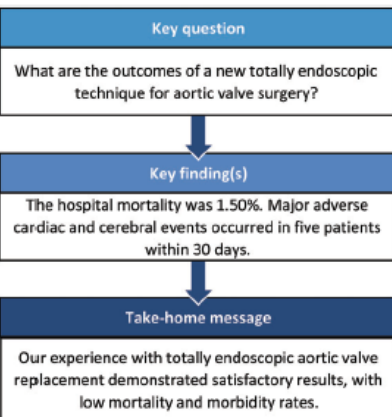 Key question
What are the outcomes of a new totally endoscopic
technique for aortic valve surgery?
Key finding(s)
The hospital mortality was 1.50%. Major adverse
cardiac and cerebral events occurred in five patients
within 30 days.
Take-home message
Our experience with totally endoscopic aortic valve
replacement demonstrated satisfactory results, with
low mortality and morbidity rates.